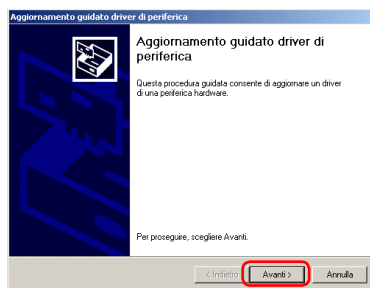 Aggiornamento guidato driver di periferica
Aggiornamento guidato driver di
periferica
Questa procedura guidata consente di aggiornare un driver
di una periferica hardware.
Per proseguire, scegliere Avanti.
< Indietro
Avanti >
Annulla